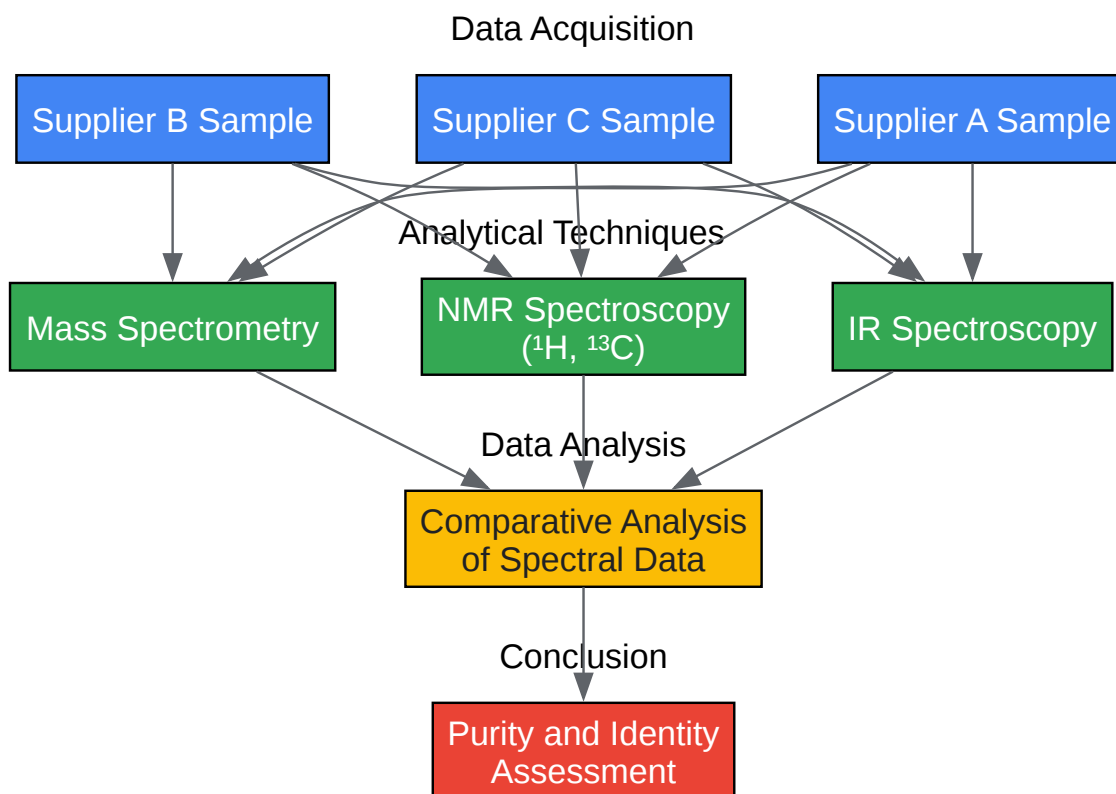 Data Acquisition
Supplier B Sample
Supplier C Sample
Supplier A Sample
Analytical Techniques
Mass Spectrometry
NMR Spectroscopy
(¹H, ¹³C)
IR Spectroscopy
Data Analysis
Comparative Analysis
of Spectral Data
Conclusion
Purity and Identity
Assessment